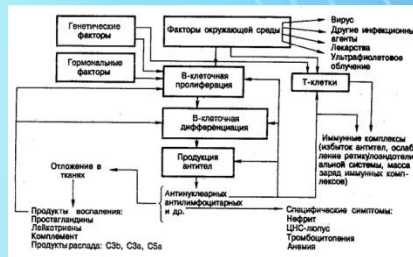 Генетические
факторы
Гормональные
факторы
Факторы окружающей среды
Вирус
Другие инфекционные
агенты
Лекарства
Ультрафиолетовое
облучение
В-клеточная
пролиферация
Т-клетки
В-клеточная
дифференциация
Продукция
антител
Иммунные комплексы
(избыток антител, ослаб
ление ретикулоэндотели
альной системы, масса
заряд иммунных комп-
лексов)
Отложение в
тканях
Антинуклеарных
антилимфоцитарных
и др.
Продукты воспаления:
Простагландины
Лейкотриены
Комплемент
Продукты распада: C3b, C3a, C5a
Специфические симптомы:
Нефрит
ЦНС-люпус
Тромбоцитопения
Анемия